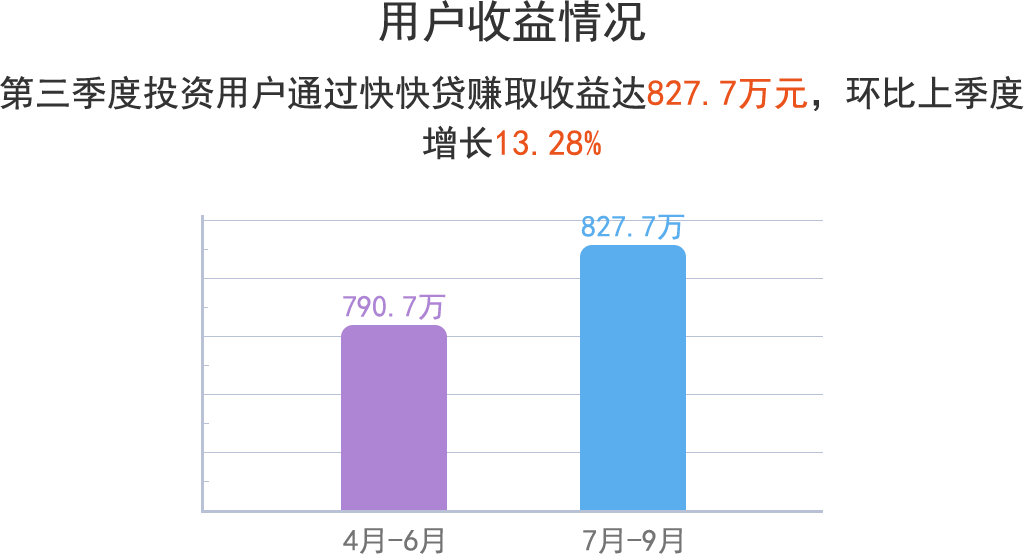 用户收益情况
第三季度投资用户通过快快贷赚取收益达827.7万元，环比上季度
增长13.28%
827.7万
790.7万
4月-6月
7月-9月